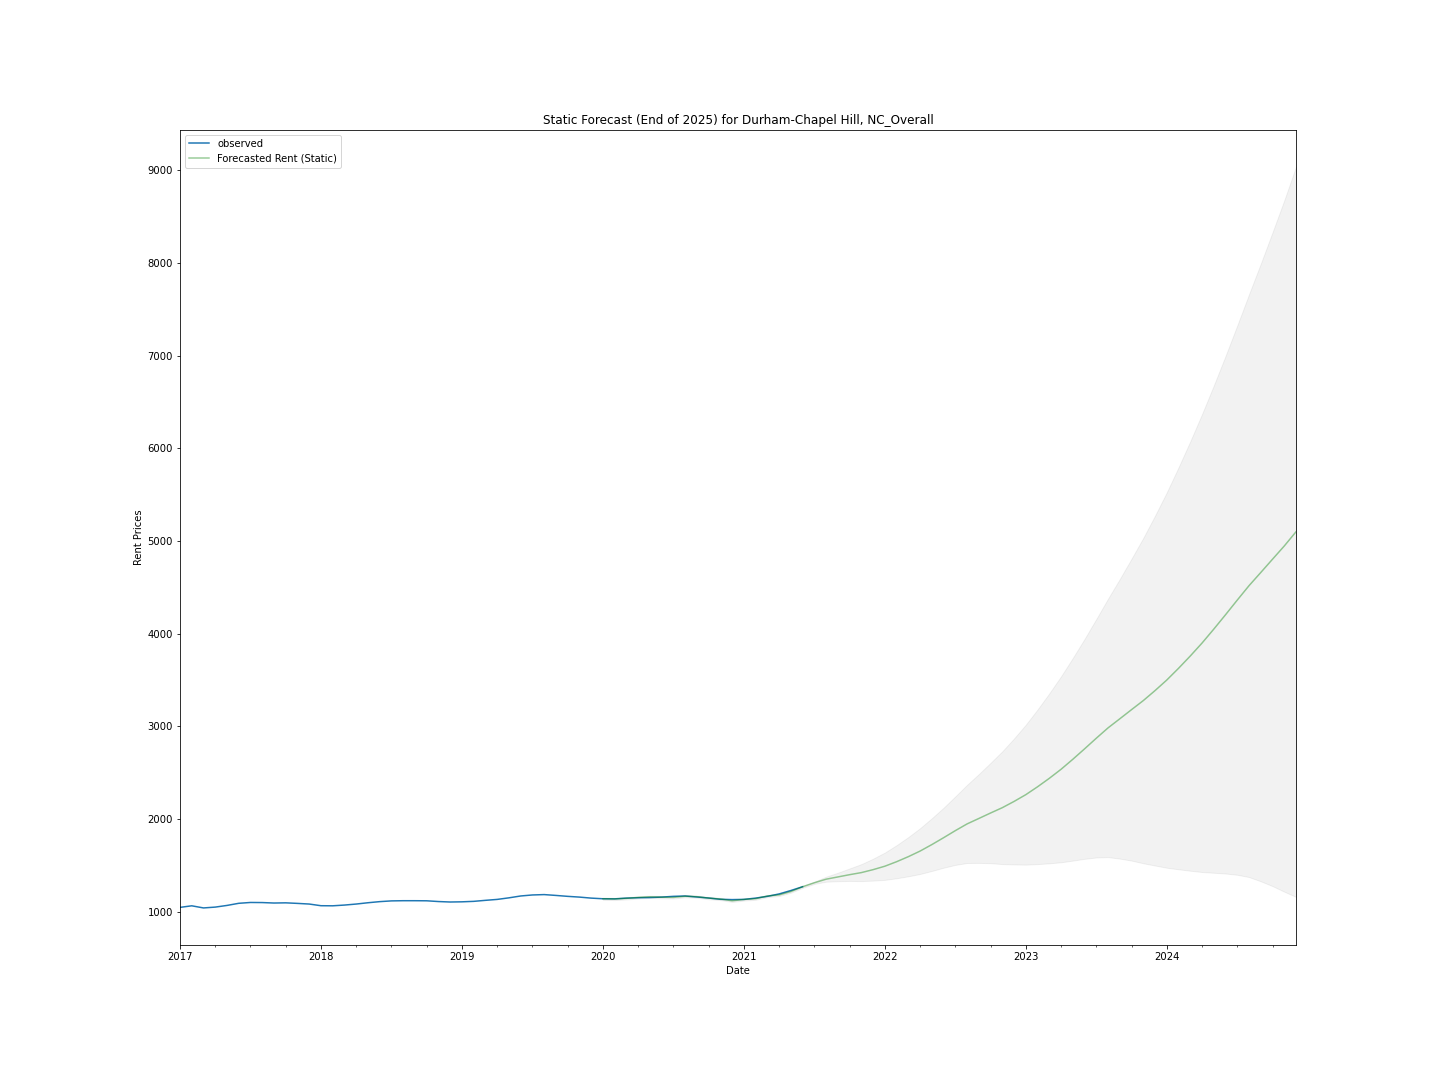 Static Forecast (End of 2025) for Durham-Chapel Hill, NC_Overall
observed
Forecasted Rent (Static)
9000
8000
7000
6000
5000
4000
3000
2000
1000
Rent Prices
2017 2018 2019 2020 2021 2022 2023 2024
Date